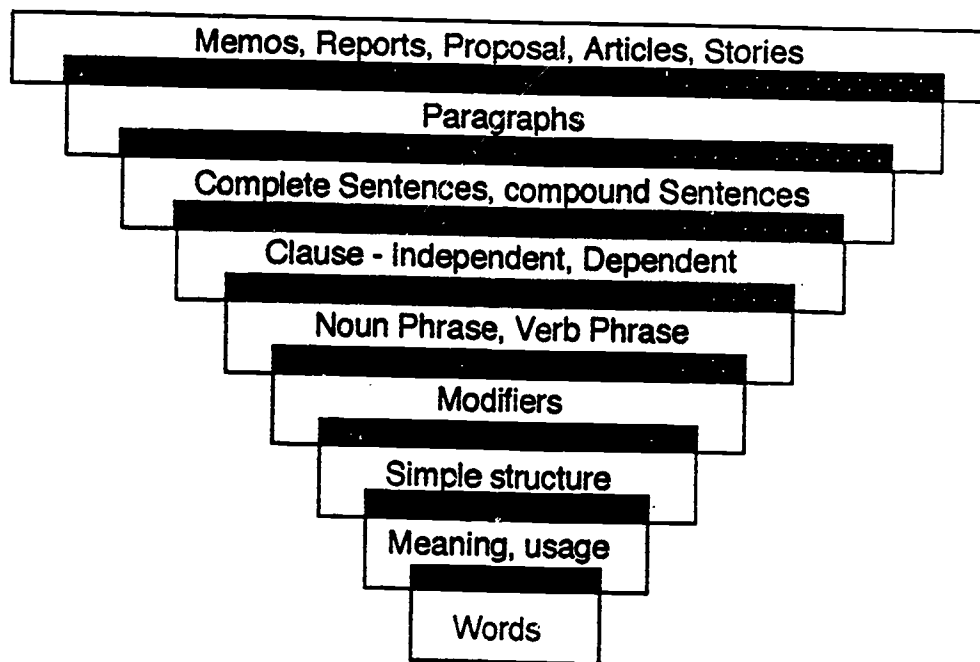 Memos, Reports, Proposal, Articles, Stories
Paragraphs
Complete Sentences, compound Sentences
Clause - Independent, Dependent
Noun Phrase, Verb Phrase
Modifiers
Simple structure
Meaning, usage
Words